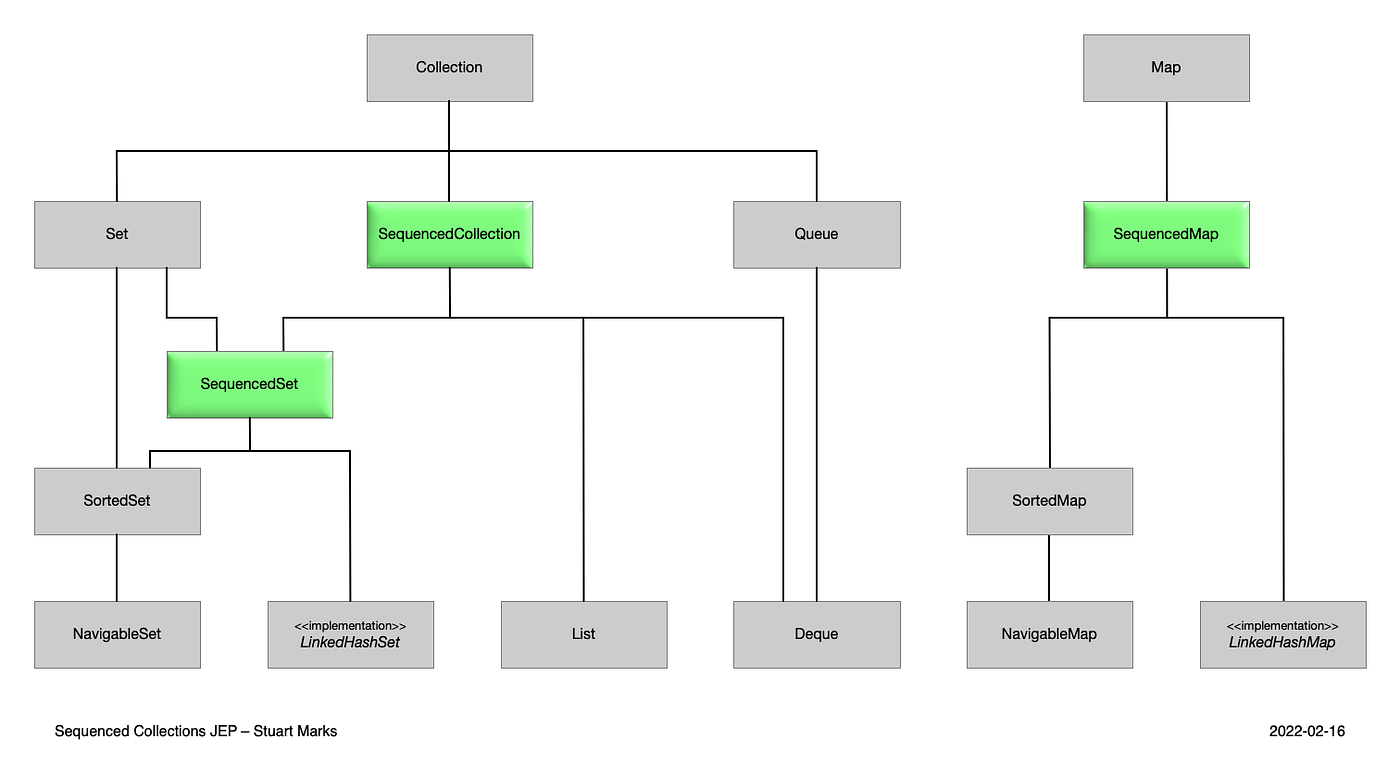 Collection
Map
Set
SequencedCollection
Queue
SequencedMap
SequencedSet
SortedSet
SortedMap
NavigableSet
<<implementation>>
LinkedHashSet
List
Deque
NavigableMap
<<implementation>>
LinkedHashMap
Sequenced Collections JEP – Stuart Marks
2022-02-16